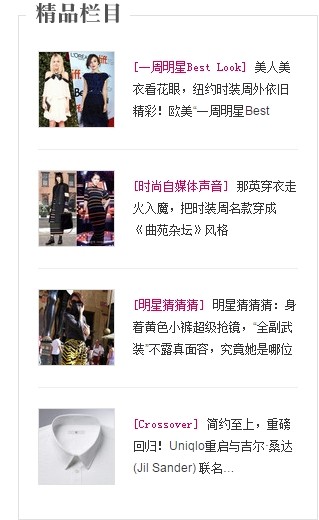 精品栏目
[一周明星Best Look] 美人美
衣看花眼，纽约时装周外依旧
精彩！欧美“一周明星Best
[时尚自媒体声音] 那英穿衣走
火入魔，把时装周名款穿成
《曲苑杂坛》风格
[明星猜猜猜] 明星猜猜猜：身
着黄色小裤超级抢镜，“全副武
装”不露真面容，究竟她是哪位
[Crossover] 简约至上，重磅
回归！Uniqlo重启与吉尔·桑达
(Jil Sander) 联名...